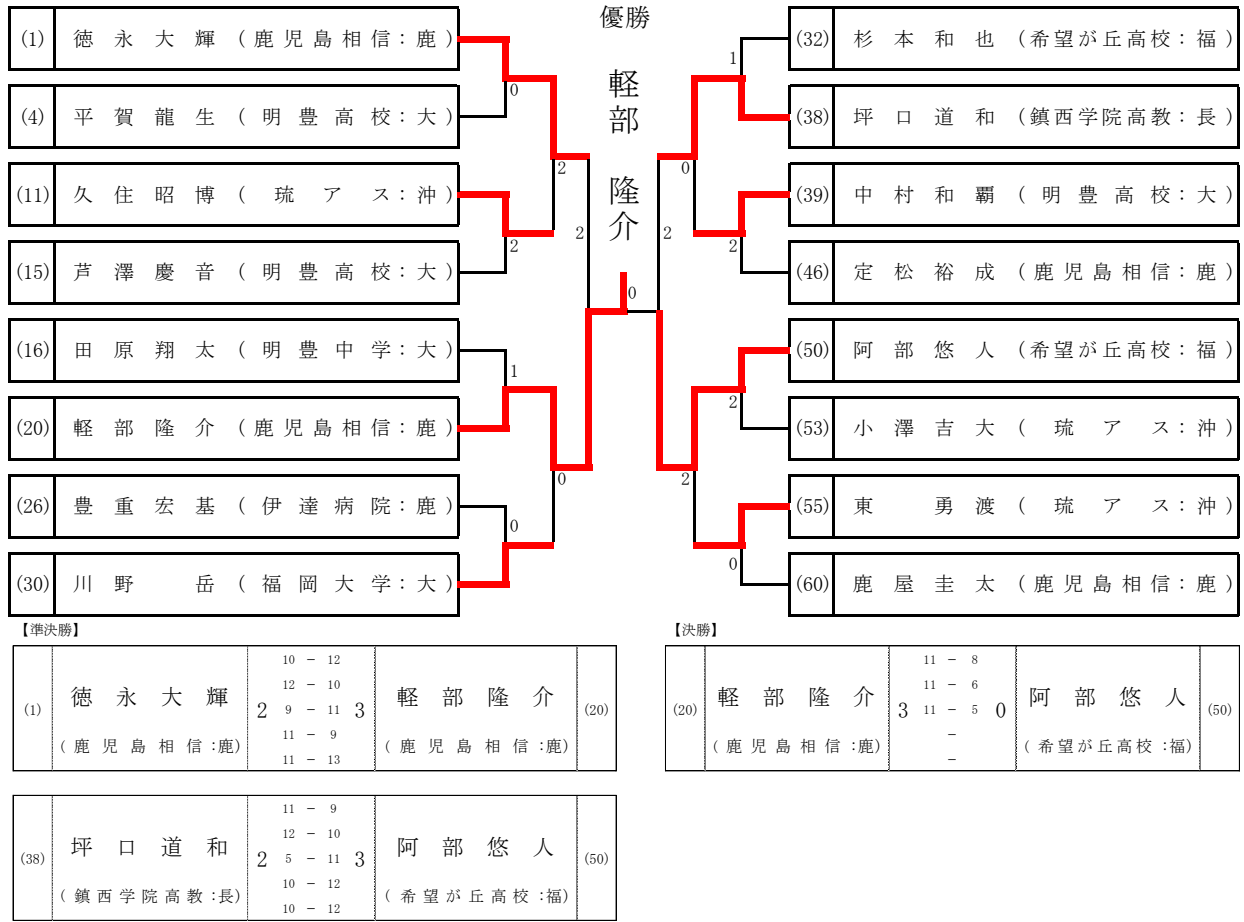 優勝
軽部 隆介
(1) 徳永大輝 (鹿児島相信:鹿)
(4) 平賀龍生 (明豊高校:大)
0
(11) 久住昭博 (琉アス:沖)
(15) 芦澤慶音 (明豊高校:大)
2
2
(16) 田原翔太 (明豊中学:大)
(20) 軽部隆介 (鹿児島相信:鹿)
1
(26) 豊重宏基 (伊達病院:鹿)
(30) 川野 岳 (福岡大学:大)
0
0
2
0
(32) 杉本和也 (希望が丘高校:福)
(38) 坪口道和 (鎮西学院高教:長)
1
(39) 中村和覇 (明豊高校:大)
(46) 定松裕成 (鹿児島相信:鹿)
2
0
(50) 阿部悠人 (希望が丘高校:福)
(53) 小澤吉大 (琉アス:沖)
2
(55) 東 勇渡 (琉アス:沖)
(60) 鹿屋圭太 (鹿児島相信:鹿)
0
2
2
【準決勝】
(1) 徳永大輝 (鹿児島相信:鹿)
2
10 − 12
12 − 10
9 − 11
11 − 9
11 − 13
3
軽部隆介 (鹿児島相信:鹿) (20)
(38) 坪口道和 (鎮西学院高教:長)
2
11 − 9
12 − 10
5 − 11
10 − 12
10 − 12
3
阿部悠人 (希望が丘高校:福) (50)
【決勝】
(20) 軽部隆介 (鹿児島相信:鹿)
3
11 − 8
11 − 6
11 − 5
−
−
0
阿部悠人 (希望が丘高校:福) (50)